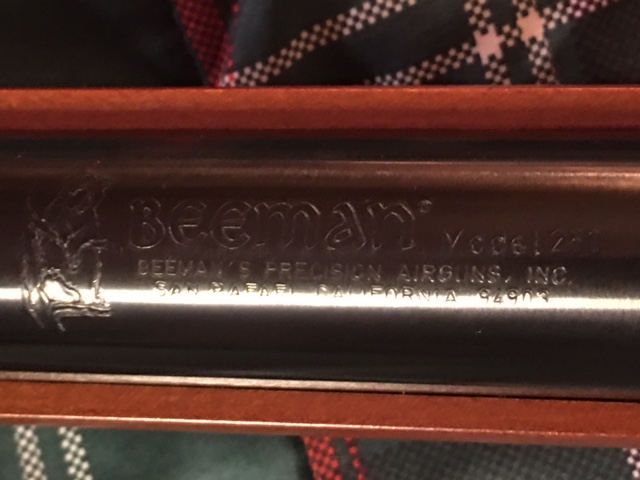 BEEMAN® Model
BEEMAN'S PRECISION AIRGUNS, INC.
SAN RAFAEL, CALIFORNIA 94903